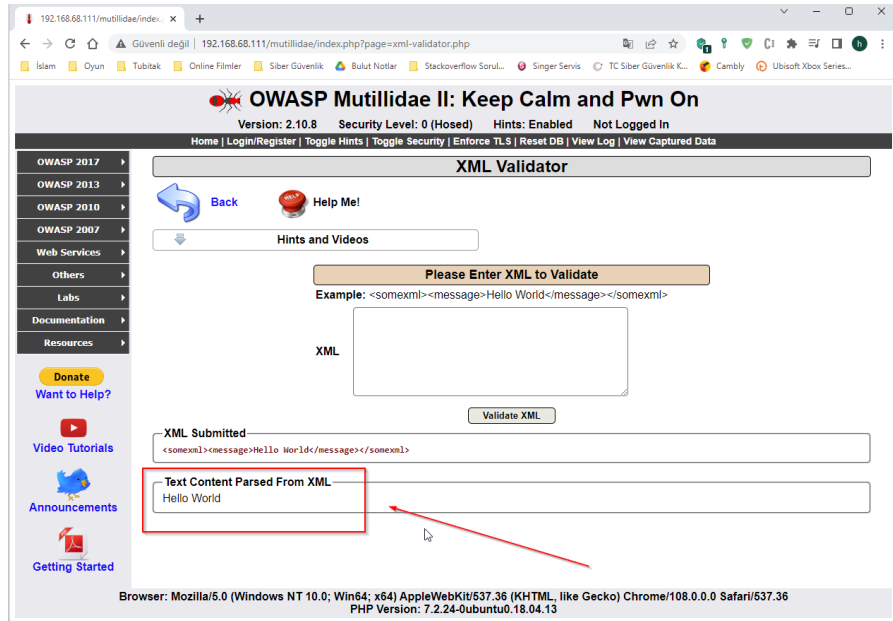 192.168.68.111/mutillidae/index.
Güvenli değil | 192.168.68.111/mutillidae/index.php?page=xml-validator.php
İslam Oyun Tubitak Online Filmler Siber Güvenlik Bulut Notlar Stackoverflow Sorul... Singer Servis TC Siber Güvenlik K... Cambly Ubisoft Xbox Series...
OWASP Mutillidae II: Keep Calm and Pwn On
Version: 2.10.8 Security Level: 0 (Hosed) Hints: Enabled Not Logged In
Home | Login/Register | Toggle Hints | Toggle Security | Enforce TLS | Reset DB | View Log | View Captured Data
OWASP 2017
OWASP 2013
OWASP 2010
OWASP 2007
Web Services
Others
Labs
Documentation
Resources
Donate
Want to Help?
Video Tutorials
Announcements
Getting Started
XML Validator
Back
HELP
Help Me!
Hints and Videos
Please Enter XML to Validate
Example: <somexml><message>Hello World</message></somexml>
XML
Validate XML
XML Submitted
<somexml><message>Hello World</message></somexml>
Text Content Parsed From XML
Hello World
Browser: Mozilla/5.0 (Windows NT 10.0; Win64; x64) AppleWebKit/537.36 (KHTML, like Gecko) Chrome/108.0.0.0 Safari/537.36
PHP Version: 7.2.24-0ubuntu0.18.04.13